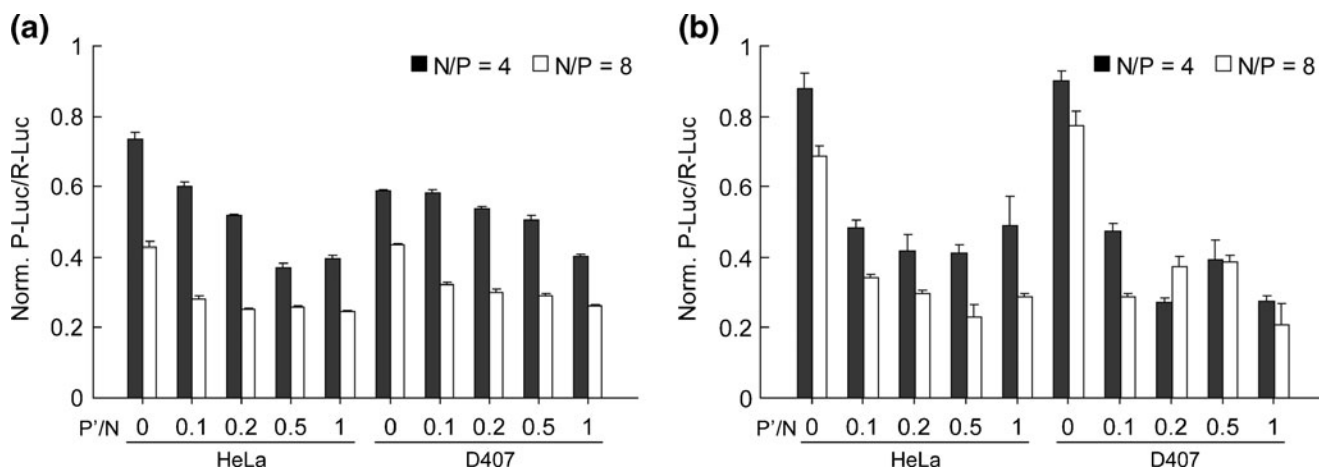 (a)
1
0.8
0.6
0.4
0.2
0
Norm. P-Luc/R-Luc
N/P = 4 N/P = 8
P'/N 0 0.1 0.2 0.5 1 0 0.1 0.2 0.5 1
HeLa D407
(b)
1
0.8
0.6
0.4
0.2
0
Norm. P-Luc/R-Luc
N/P = 4 N/P = 8
P'/N 0 0.1 0.2 0.5 1 0 0.1 0.2 0.5 1
HeLa D407